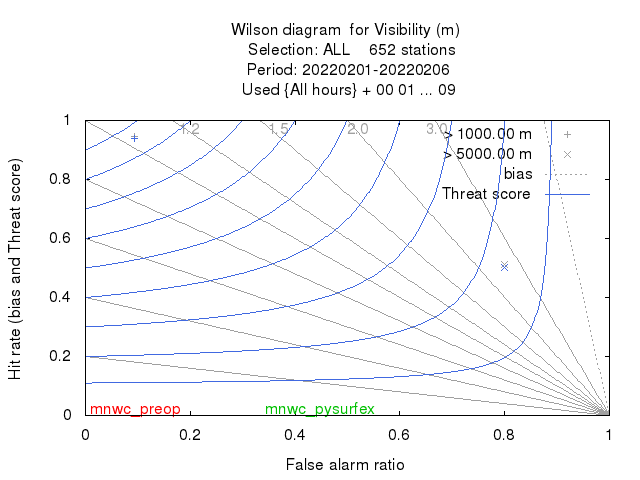 Wilson diagram for Visibility (m)
Selection: ALL 652 stations
Period: 20220201-20220206
Used {All hours} + 00 01 ... 09
Hit rate (bias and Threat score)
1
0.8
0.6
0.4
0.2
0
1.2
1.5
2.0
3.0
> 1000.00 m
> 5000.00 m
bias
Threat score
mnwc_preop
mnwc_pysurfex
0 0.2 0.4 0.6 0.8 1
False alarm ratio